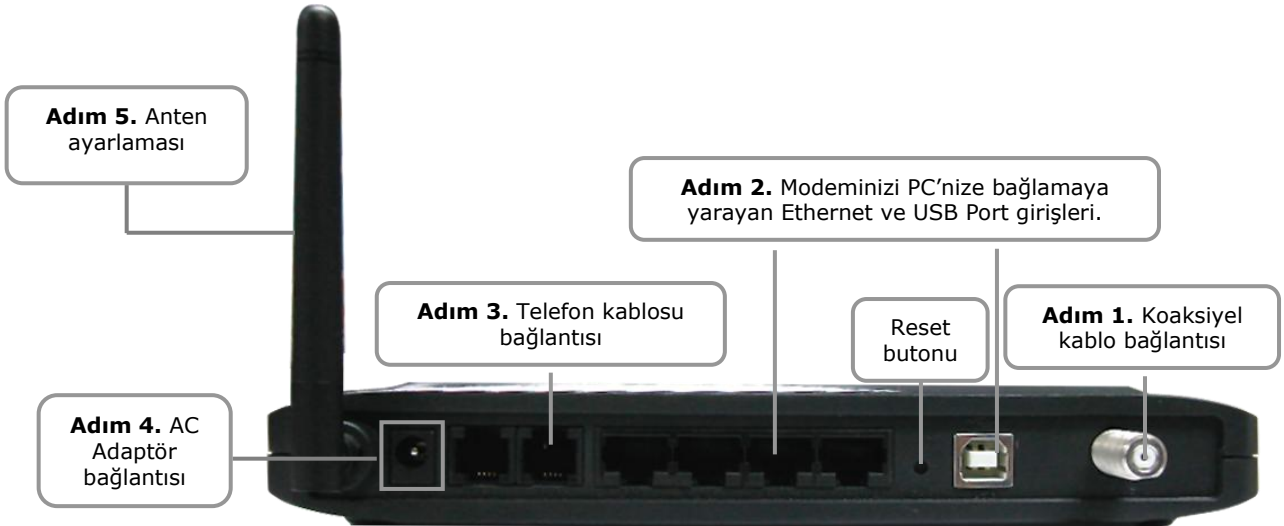 Adım 5. Anten
ayarlaması
Adım 2. Modeminizi PC’nize bağlamaya
yarayan Ethernet ve USB Port girişleri.
Adım 3. Telefon kablosu
bağlantısı
Reset
butonu
Adım 1. Koaksiyel
kablo bağlantısı
Adım 4. AC
Adaptör
bağlantısı